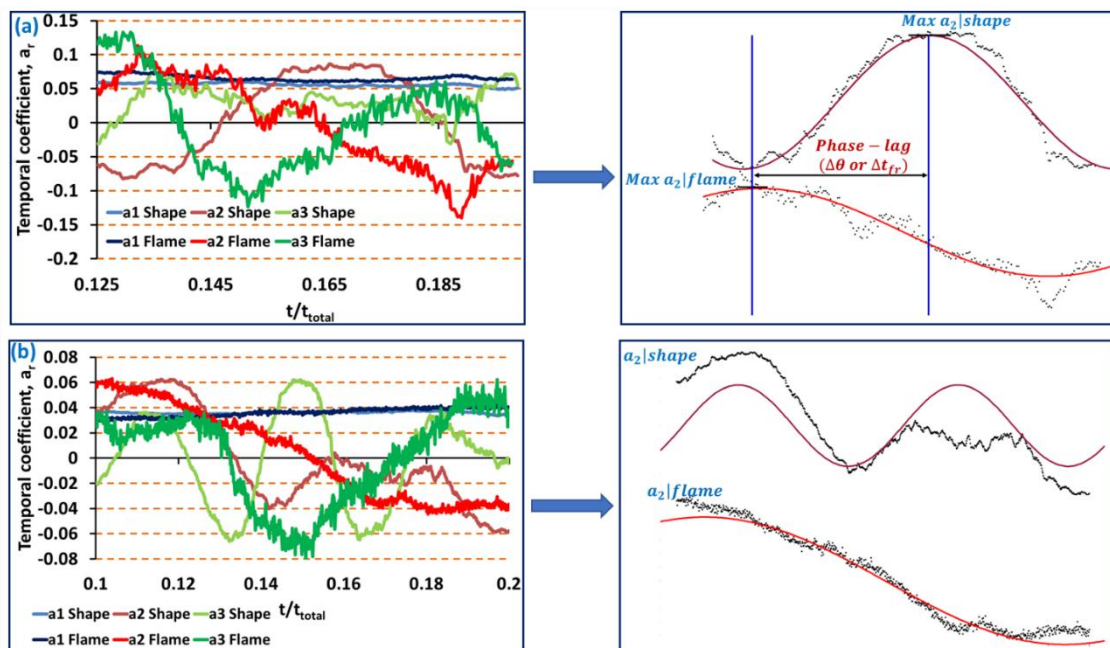 (a)
0.15
0.1
0.05
0
-0.05
-0.1
-0.15
-0.2
Temporal coefficient, a_r
0.125 0.145 0.165 0.185
t/t_total
a1 Shape a2 Shape a3 Shape
a1 Flame a2 Flame a3 Flame
Max a₂|shape
Phase – lag
(Δθ or Δt_fr)
Max a₂|flame
(b)
0.08
0.06
0.04
0.02
0
-0.02
-0.04
-0.06
-0.08
Temporal coefficient, a_r
0.1 0.12 0.14 0.16 0.18 0.2
t/t_total
a1 Shape a2 Shape a3 Shape
a1 Flame a2 Flame a3 Flame
a₂|shape
a₂|flame